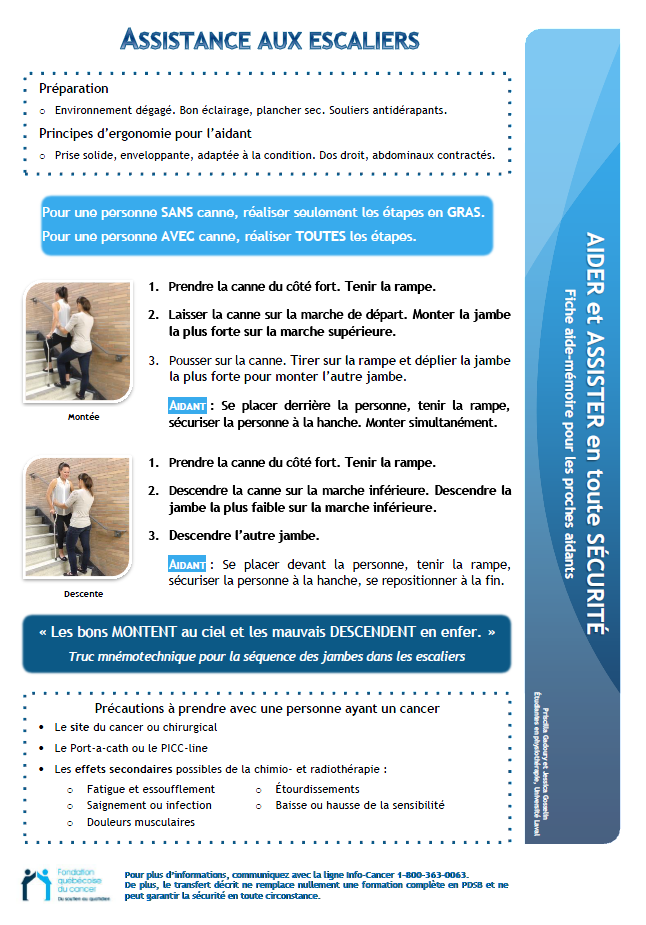 ASSISTANCE AUX ESCALIERS
Préparation
o Environnement dégagé. Bon éclairage, plancher sec. Souliers antidérapants.
Principes d’ergonomie pour l’aidant
o Prise solide, enveloppante, adaptée à la condition. Dos droit, abdominaux contractés.
Pour une personne SANS canne, réaliser seulement les étapes en GRAS.
Pour une personne AVEC canne, réaliser TOUTES les étapes.
1. Prendre la canne du côté fort. Tenir la rampe.
2. Laisser la canne sur la marche de départ. Monter la jambe
la plus forte sur la marche supérieure.
3. Pousser sur la canne. Tirer sur la rampe et déplier la jambe
la plus forte pour monter l’autre jambe.
AIDANT : Se placer derrière la personne, tenir la rampe,
sécuriser la personne à la hanche. Monter simultanément.
Montée
1. Prendre la canne du côté fort. Tenir la rampe.
2. Descendre la canne sur la marche inférieure. Descendre la
jambe la plus faible sur la marche inférieure.
3. Descendre l’autre jambe.
AIDANT : Se placer devant la personne, tenir la rampe,
sécuriser la personne à la hanche, se repositionner à la fin.
Descente
« Les bons MONTENT au ciel et les mauvais DESCENDENT en enfer. »
Truc mnémotechnique pour la séquence des jambes dans les escaliers
Précautions à prendre avec une personne ayant un cancer
• Le site du cancer ou chirurgical
• Le Port-a-cath ou le PICC-line
• Les effets secondaires possibles de la chimio- et radiothérapie :
o Fatigue et essoufflement o Étourdissements
o Saignement ou infection o Baisse ou hausse de la sensibilité
o Douleurs musculaires
AIDER et ASSISTER en toute SÉCURITÉ
Fiche aide-mémoire pour les proches aidants
Priscilla Gadoury et Jessica Gosselin
Étudiantes en physiothérapie, Université Laval
Fondation
québécoise
du cancer
Du soutien au quotidien
Pour plus d’informations, communiquez avec la ligne Info-Cancer 1-800-363-0063.
De plus, le transfert décrit ne remplace nullement une formation complète en PDSB et ne
peut garantir la sécurité en toute circonstance.